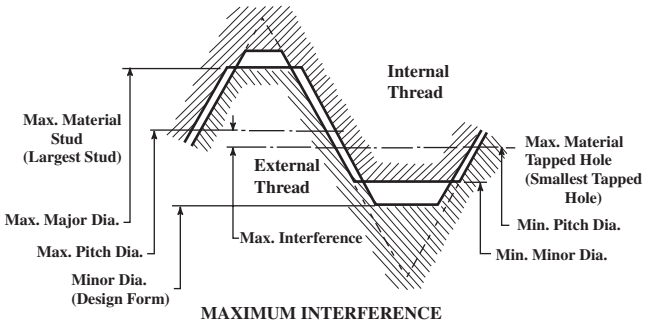 Internal
Thread
Max. Material
Stud
(Largest Stud)
External
Thread
Max. Material
Tapped Hole
(Smallest Tapped
Hole)
Max. Major Dia.
Min. Pitch Dia.
Max. Pitch Dia.
Max. Interference
Min. Minor Dia.
Minor Dia.
(Design Form)
MAXIMUM INTERFERENCE